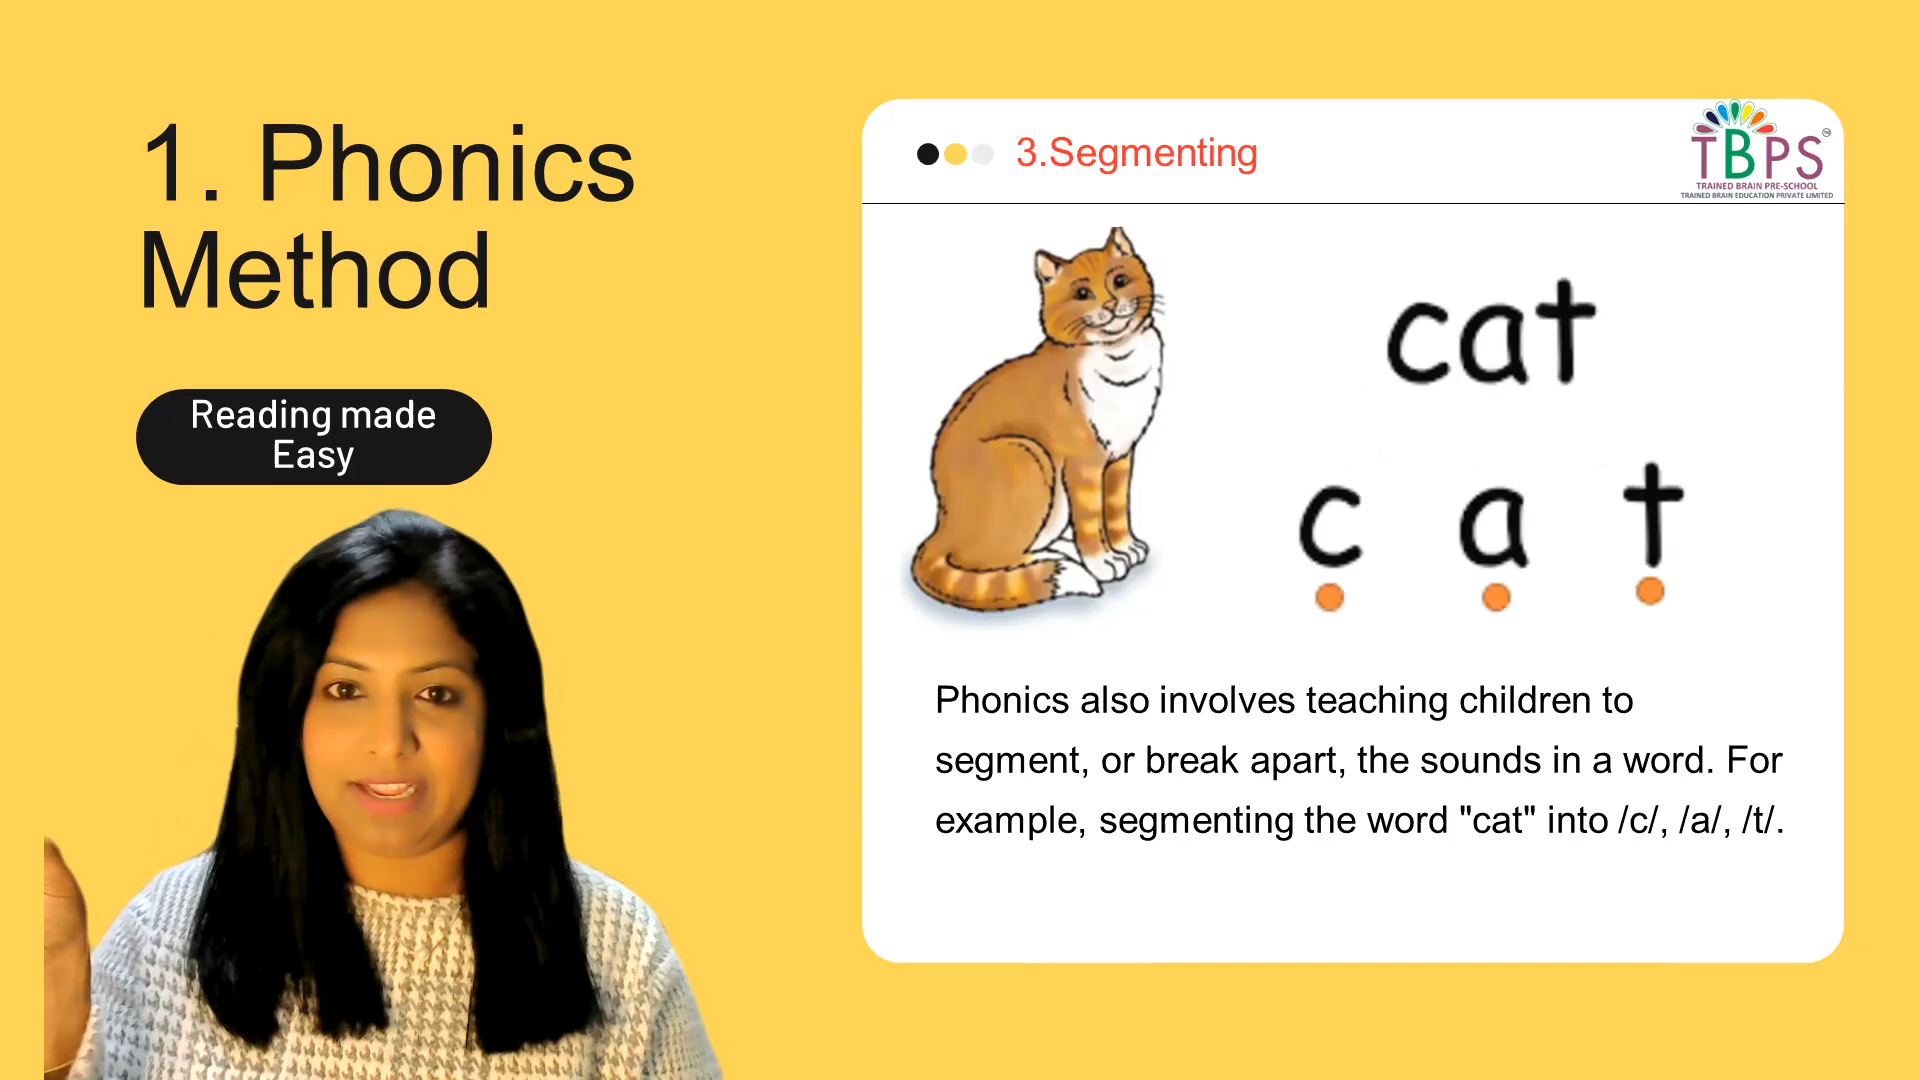 1. Phonics
Method
Reading made
Easy
3.Segmenting
TBPS
TM
TRAINED BRAIN PRE-SCHOOL
TRAINED BRAIN EDUCATION PRIVATE LIMITED
cat
c a t
Phonics also involves teaching children to
segment, or break apart, the sounds in a word. For
example, segmenting the word "cat" into /c/, /a/, /t/.